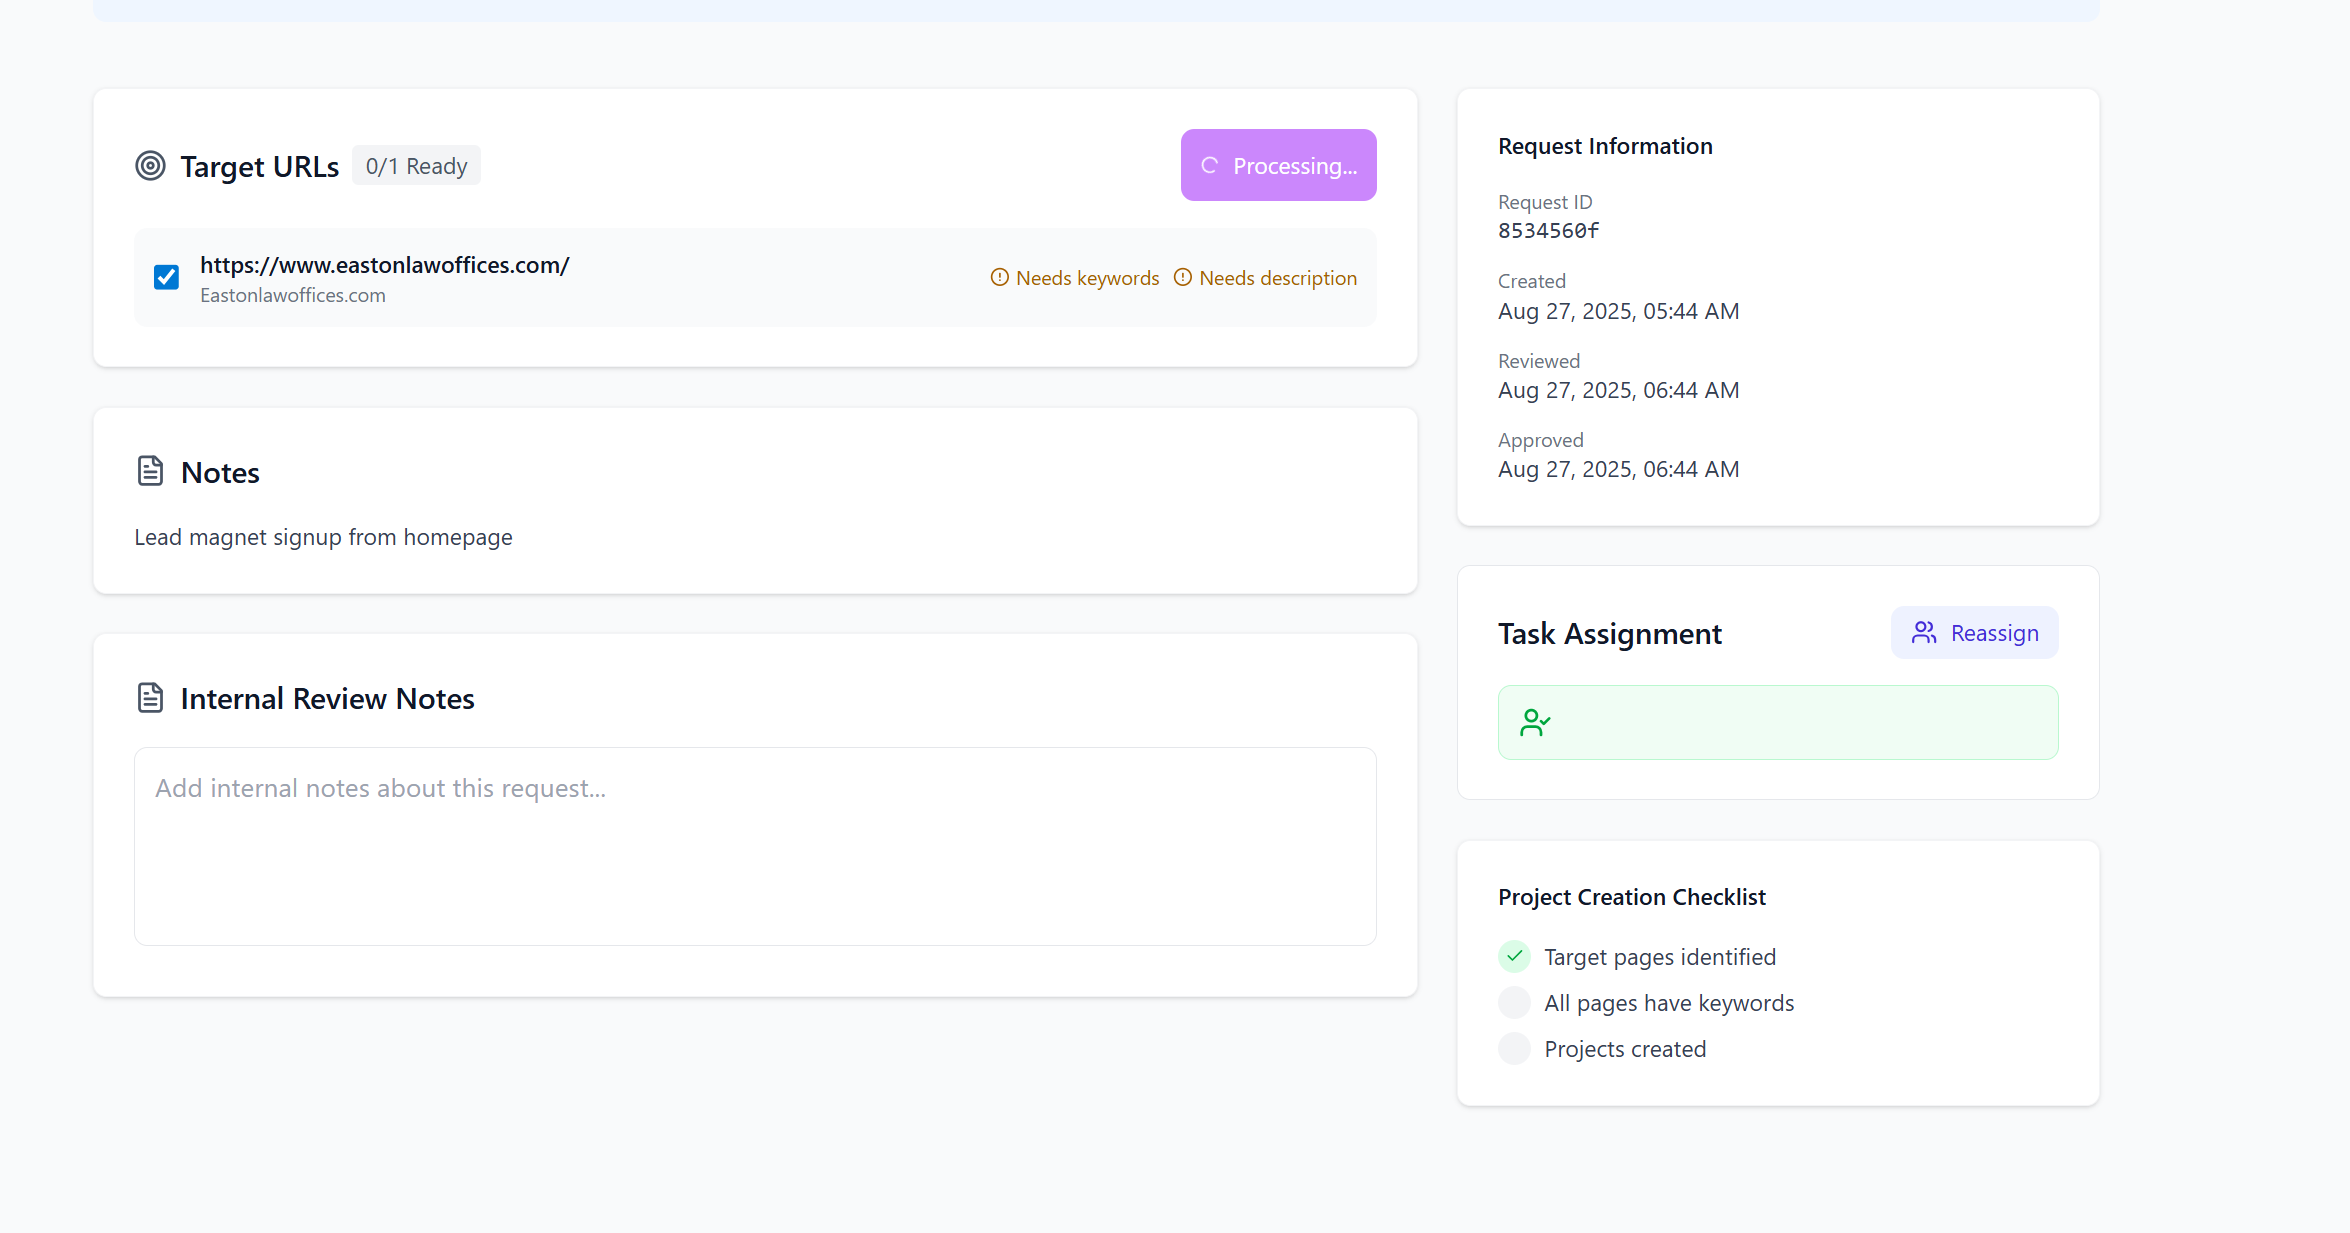 Target URLs
0/1 Ready
Processing...
https://www.eastonlawoffices.com/
Eastonlawoffices.com
Needs keywords
Needs description
Notes
Lead magnet signup from homepage
Internal Review Notes
Add internal notes about this request...
Request Information
Request ID
8534560f
Created
Aug 27, 2025, 05:44 AM
Reviewed
Aug 27, 2025, 06:44 AM
Approved
Aug 27, 2025, 06:44 AM
Task Assignment
Reassign
Project Creation Checklist
Target pages identified
All pages have keywords
Projects created